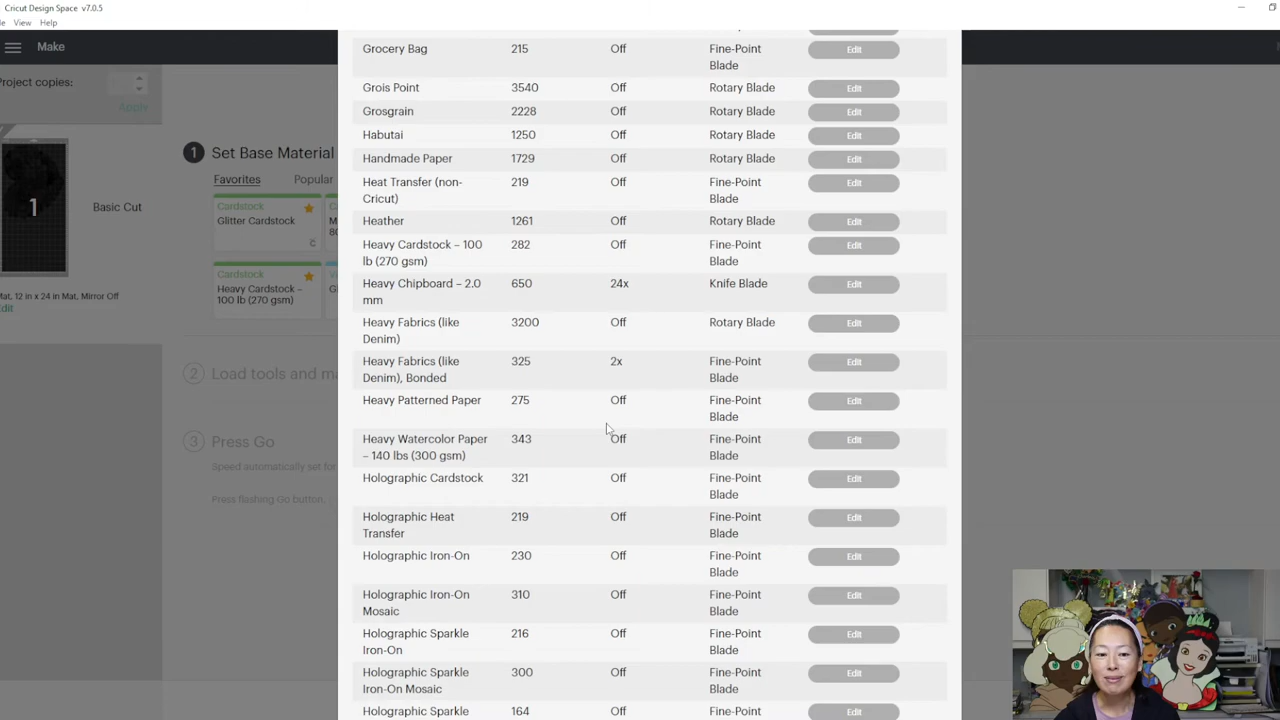 Cricut Design Space v7.0.5
le View Help
Make
Project copies:
Apply
1
Basic Cut
Mat, 12 in x 24 in Mat, Mirror Off
Edit
1 Set Base Material
Favorites Popular
Cardstock
Glitter Cardstock
Cardstock
Heavy Cardstock –
100 lb (270 gsm)
2 Load tools and ma
3 Press Go
Speed automatically set for
Press flashing Go button,
Grocery Bag 215 Off Fine-Point Blade Edit
Grois Point 3540 Off Rotary Blade Edit
Grosgrain 2228 Off Rotary Blade Edit
Habutai 1250 Off Rotary Blade Edit
Handmade Paper 1729 Off Rotary Blade Edit
Heat Transfer (non-Cricut) 219 Off Fine-Point Blade Edit
Heather 1261 Off Rotary Blade Edit
Heavy Cardstock – 100 lb (270 gsm) 282 Off Fine-Point Blade Edit
Heavy Chipboard – 2.0 mm 650 24x Knife Blade Edit
Heavy Fabrics (like Denim) 3200 Off Rotary Blade Edit
Heavy Fabrics (like Denim), Bonded 325 2x Fine-Point Blade Edit
Heavy Patterned Paper 275 Off Fine-Point Blade Edit
Heavy Watercolor Paper – 140 lbs (300 gsm) 343 Off Fine-Point Blade Edit
Holographic Cardstock 321 Off Fine-Point Blade Edit
Holographic Heat Transfer 219 Off Fine-Point Blade Edit
Holographic Iron-On 230 Off Fine-Point Blade Edit
Holographic Iron-On Mosaic 310 Off Fine-Point Blade Edit
Holographic Sparkle Iron-On 216 Off Fine-Point Blade Edit
Holographic Sparkle Iron-On Mosaic 300 Off Fine-Point Blade Edit
Holographic Sparkle 164 Off Fine-Point Edit